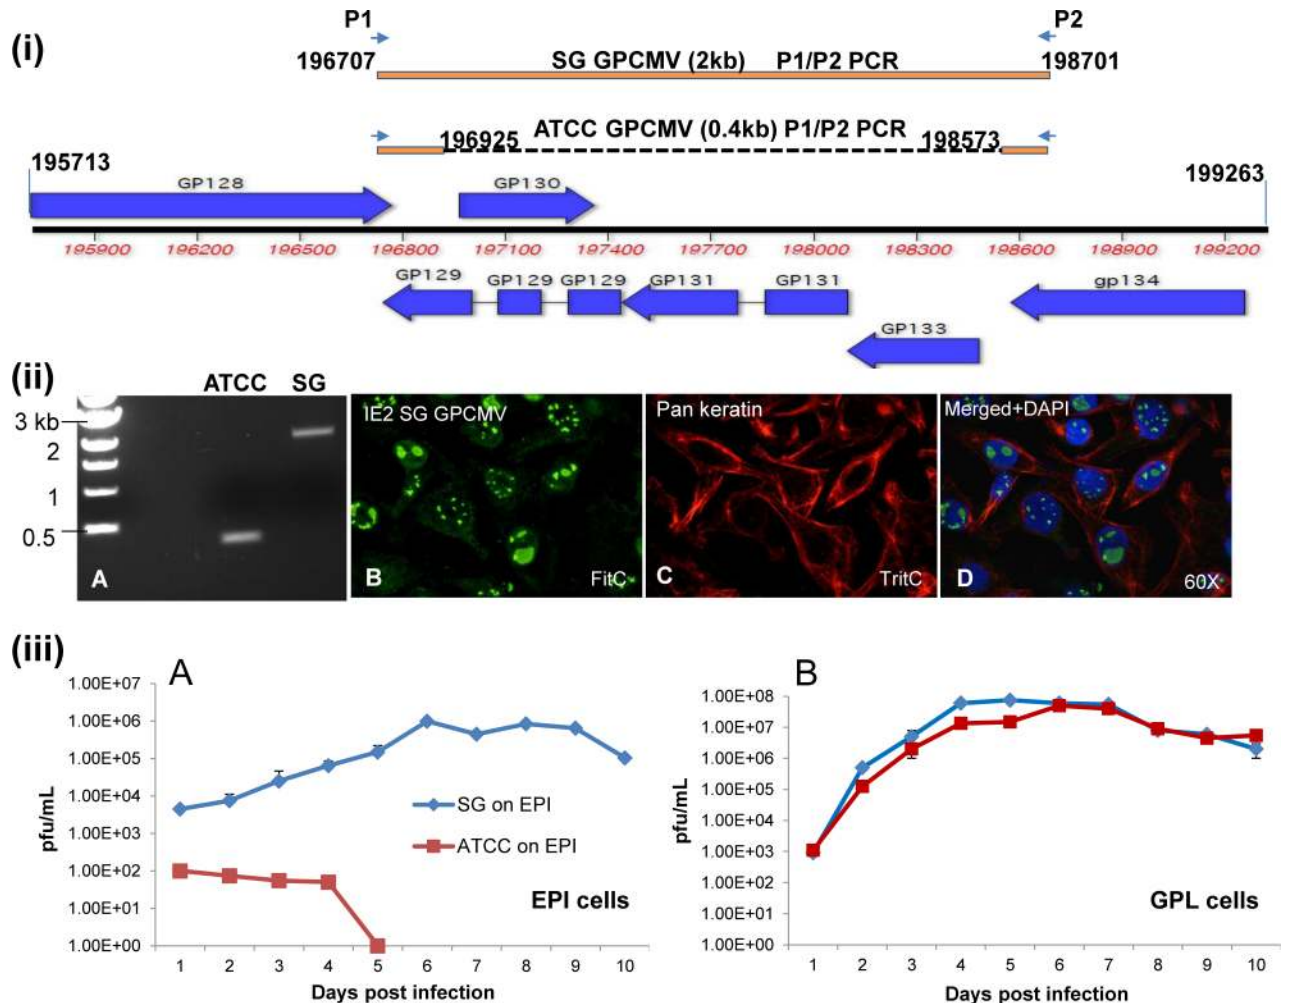 (i)
P1
P2
196707
SG GPCMV (2kb) P1/P2 PCR
198701
ATCC GPCMV (0.4kb) P1/P2 PCR
196925
198573
195713
199263
GP128
GP130
195900 196200 196500 196800 197100 197400 197700 198000 198300 198600 198900 199200
GP129 GP129 GP129 GP131 GP131 gp134
GP133
(ii)
ATCC SG
3 kb
2
1
0.5
A
IE2 SG GPCMV
B
FitC
Pan keratin
C
TritC
Merged+DAPI
D
60X
(iii)
A
pfu/mL
1.00E+07
1.00E+06
1.00E+05
1.00E+04
1.00E+03
1.00E+02
1.00E+01
1.00E+00
SG on EPI
ATCC on EPI
EPI cells
1 2 3 4 5 6 7 8 9 10
Days post infection
B
pfu/mL
1.00E+08
1.00E+07
1.00E+06
1.00E+05
1.00E+04
1.00E+03
1.00E+02
1.00E+01
1.00E+00
GPL cells
1 2 3 4 5 6 7 8 9 10
Days post infection